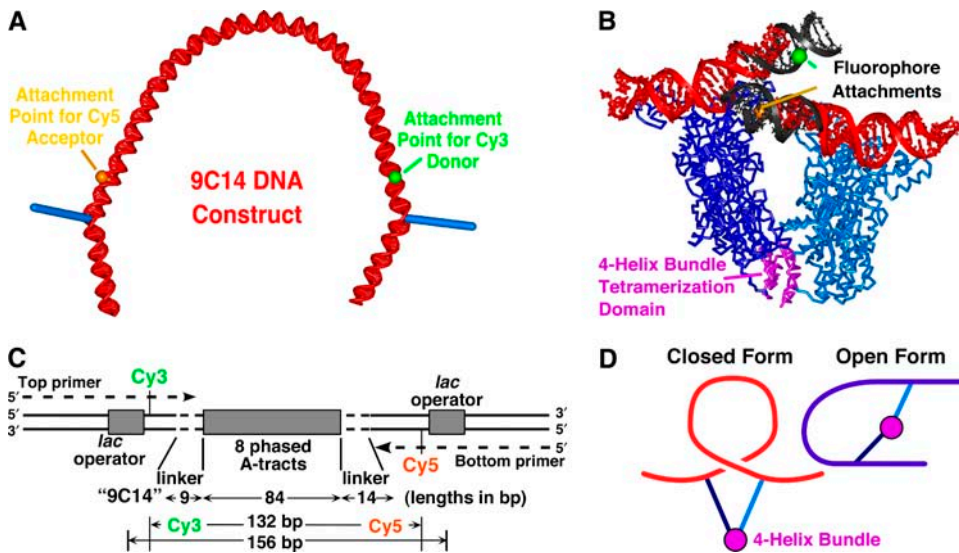 A
Attachment
Point for Cy5
Acceptor
Attachment
Point for Cy3
Donor
9C14 DNA
Construct
B
Fluorophore
Attachments
4-Helix Bundle
Tetramerization
Domain
C
Top primer
Cy3
lac
operator
5′
5′
3′
3′
5′
5′
lac
operator
8 phased
A-tracts
Cy5
Bottom primer
linker
linker
"9C14"
9
84
14
(lengths in bp)
Cy3
132 bp
Cy5
156 bp
D
Closed Form
Open Form
4-Helix Bundle